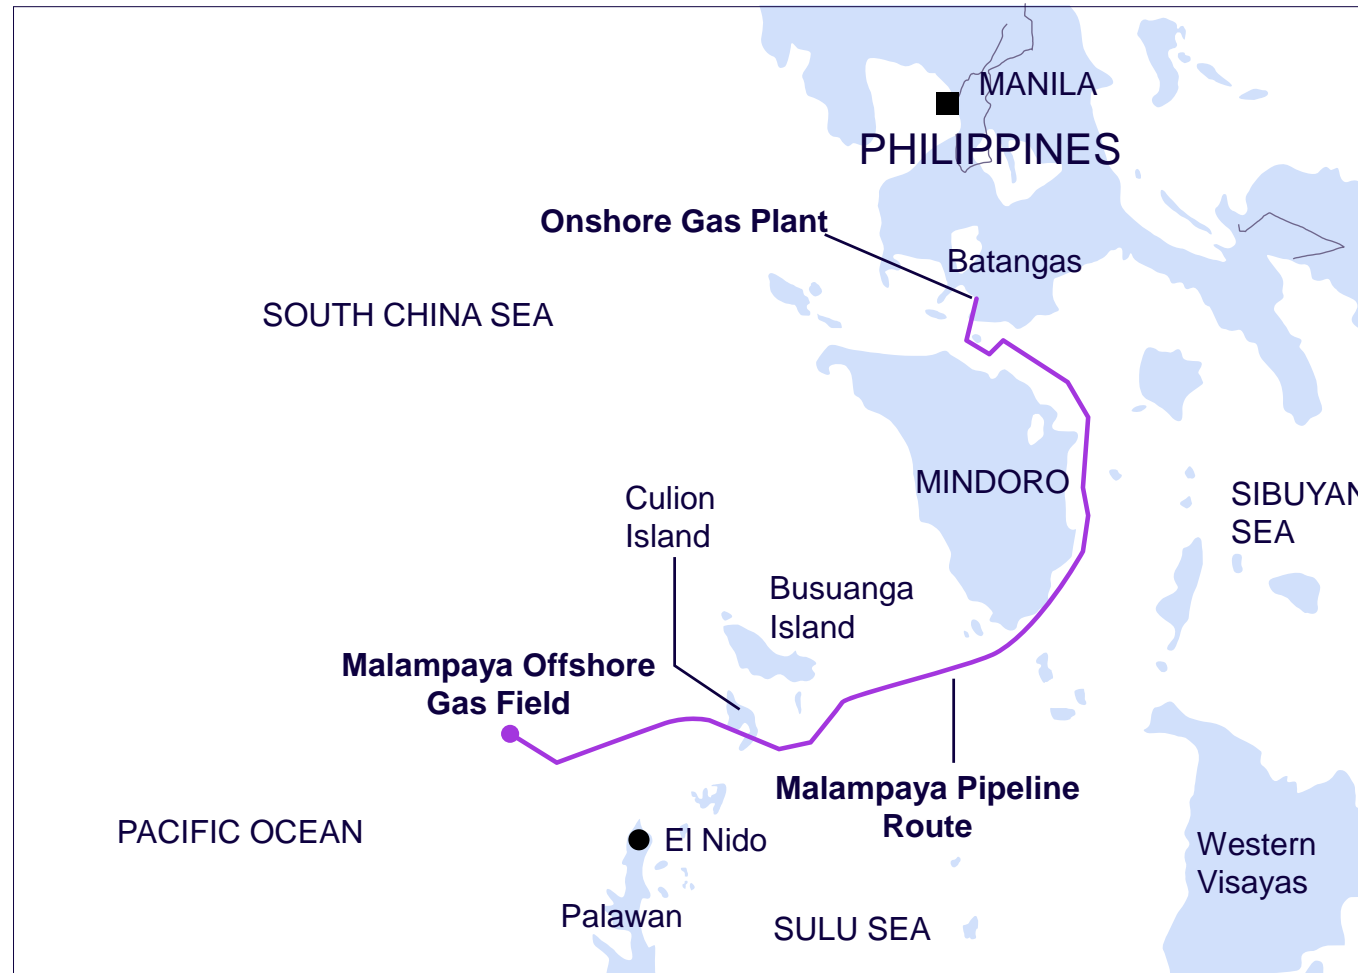 MANILA
PHILIPPINES
Onshore Gas Plant
Batangas
SOUTH CHINA SEA
MINDORO
Culion
Island
SIBUYAN
SEA
Busuanga
Island
Malampaya Offshore
Gas Field
Malampaya Pipeline
Route
PACIFIC OCEAN
El Nido
Western
Visayas
Palawan
SULU SEA